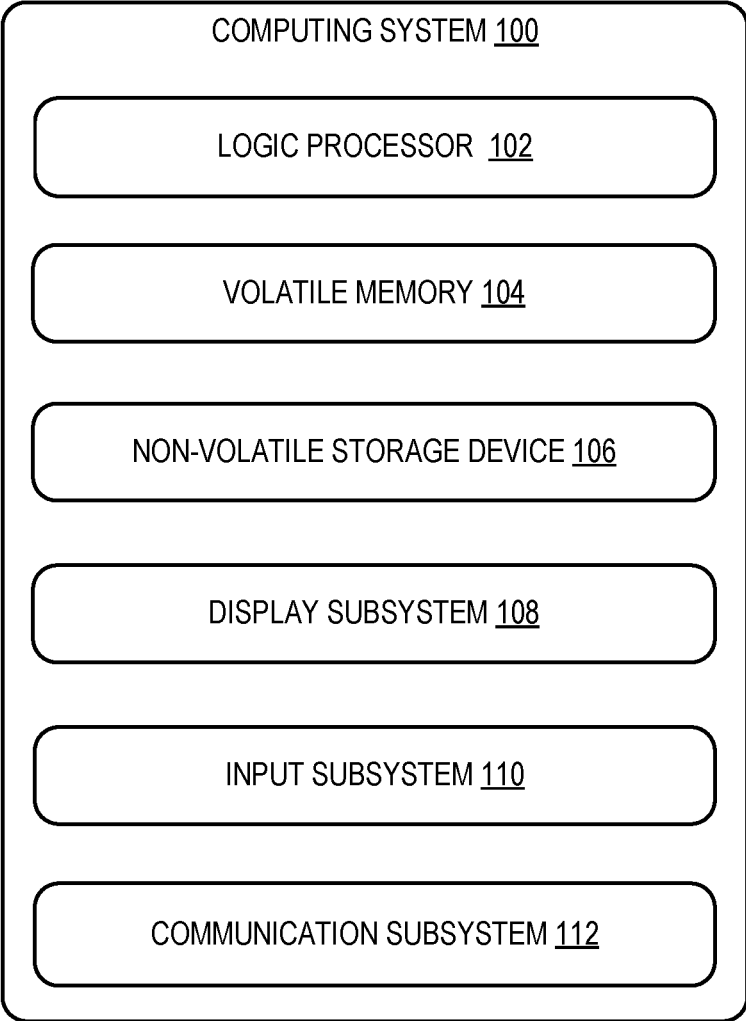 COMPUTING SYSTEM 100
LOGIC PROCESSOR 102
VOLATILE MEMORY 104
NON-VOLATILE STORAGE DEVICE 106
DISPLAY SUBSYSTEM 108
INPUT SUBSYSTEM 110
COMMUNICATION SUBSYSTEM 112